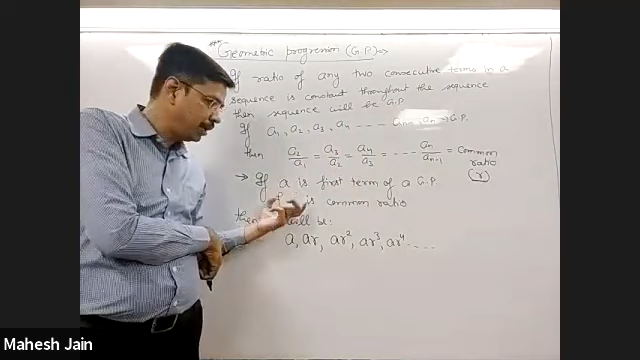 Geometric progression (G.P) =>
If ratio of any two consecutive terms in a
sequence is constant throughout the sequence
then sequence will be G.P.
If a₁, a₂, a₃, a₄ ---- aₙ₋₁, aₙ → G.P.
then a₂/a₁ = a₃/a₂ = a₄/a₃ = ---- aₙ/aₙ₋₁ = common ratio (r)
→ If a is first term of a G.P.
is common ratio
then will be:
a, ar, ar², ar³, ar⁴ ----
Mahesh Jain